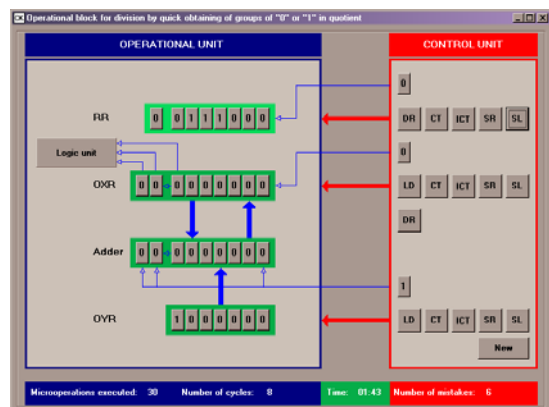 Operational block for division by quick obtaining of groups of "0" or "1" in quotient
OPERATIONAL UNIT
CONTROL UNIT
0
RR 0 0 1 1 1 0 0 0
DR CT ICT SR SL
Logic unit
0
OXR 0 0 0 0 0 0 0 0 0
LD CT ICT SR SL
DR
Adder 0 0 0 0 0 0 0 0 0
1
OYR 1 0 0 0 0 0 0
LD CT ICT SR SL
New
Microoperations executed: 30 Number of cycles: 8 Time: 01:43 Number of mistakes: 6